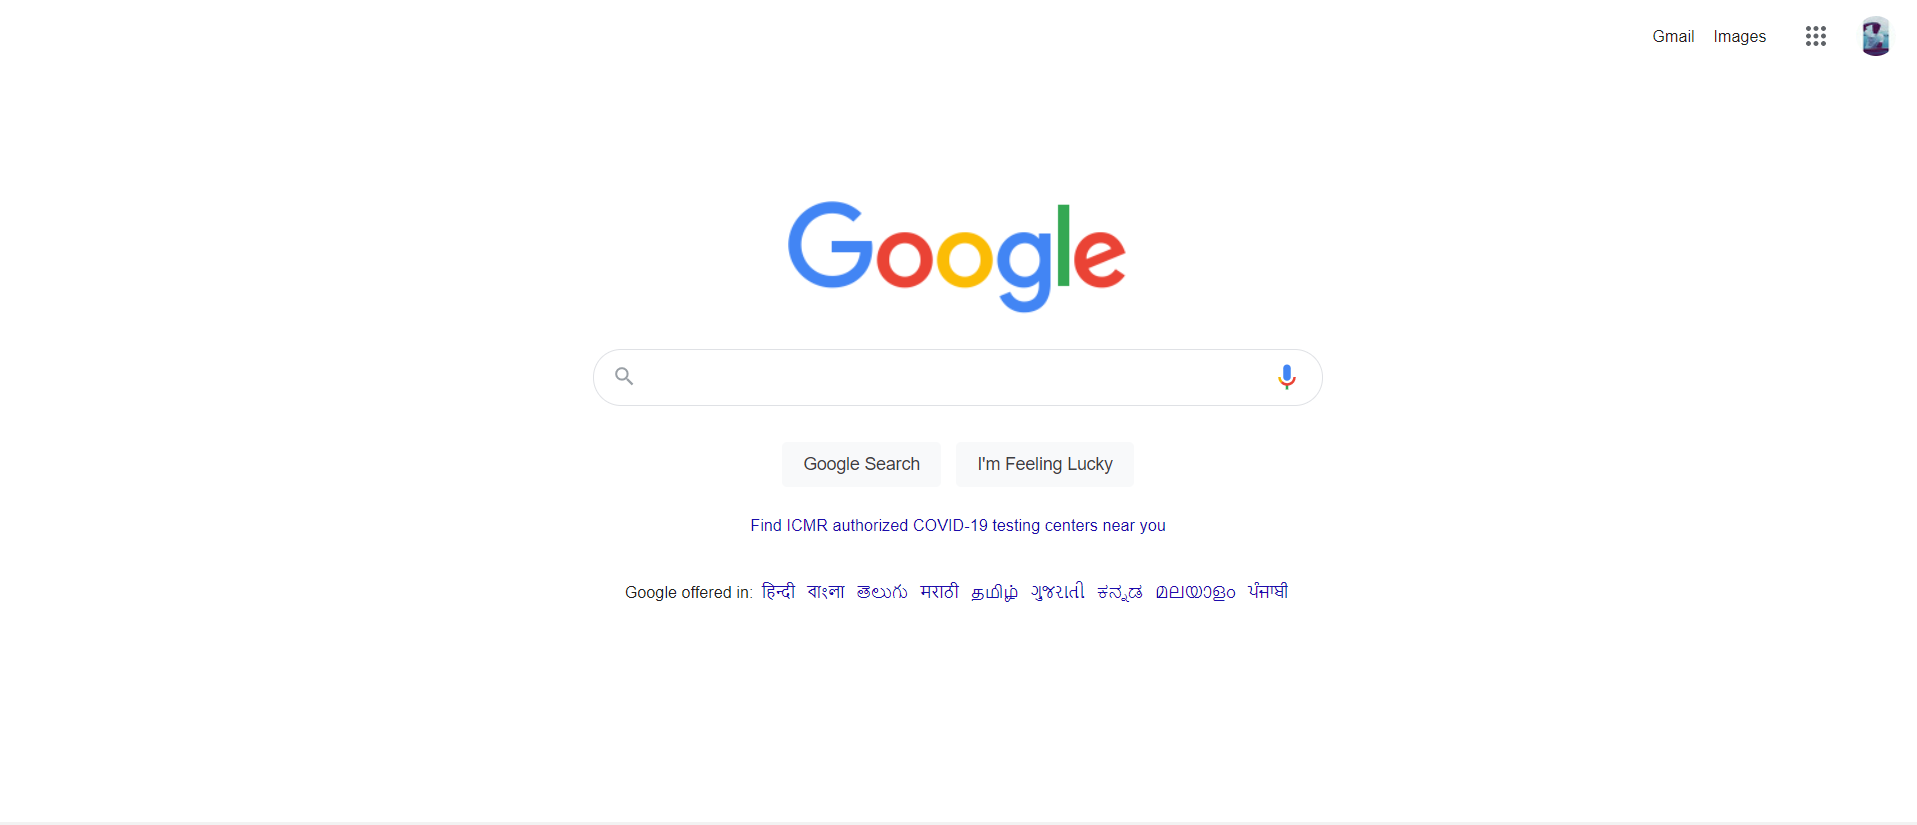 Gmail Images
Google
Google Search I'm Feeling Lucky
Find ICMR authorized COVID-19 testing centers near you
Google offered in: हिन्दी বাংলা తెలుగు मराठी தமிழ் ગુજરાતી ಕನ್ನಡ മലയാളം ਪੰਜਾਬੀ